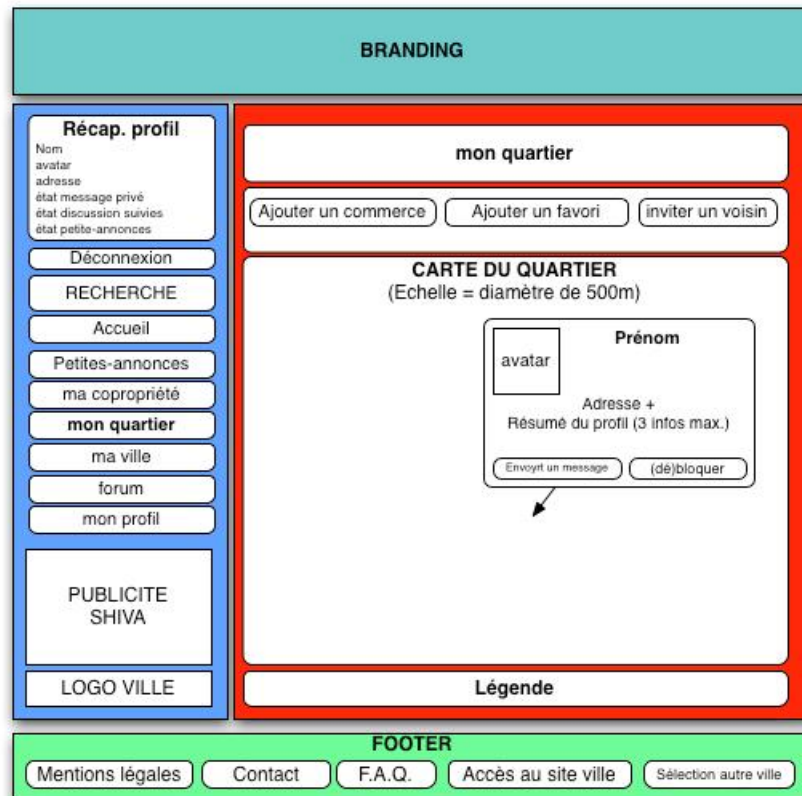 BRANDING
Récap. profil
Nom
avatar
adresse
état message privé
état discussion suivies
état petite-annonces
Déconnexion
RECHERCHE
Accueil
Petites-annonces
ma copropriété
mon quartier
ma ville
forum
mon profil
PUBLICITE
SHIVA
LOGO VILLE
mon quartier
Ajouter un commerce
Ajouter un favori
inviter un voisin
CARTE DU QUARTIER
(Echelle = diamètre de 500m)
avatar
Prénom
Adresse +
Résumé du profil (3 infos max.)
Envoyrt un message
(dé)bloquer
Légende
FOOTER
Mentions légales
Contact
F.A.Q.
Accès au site ville
Sélection autre ville